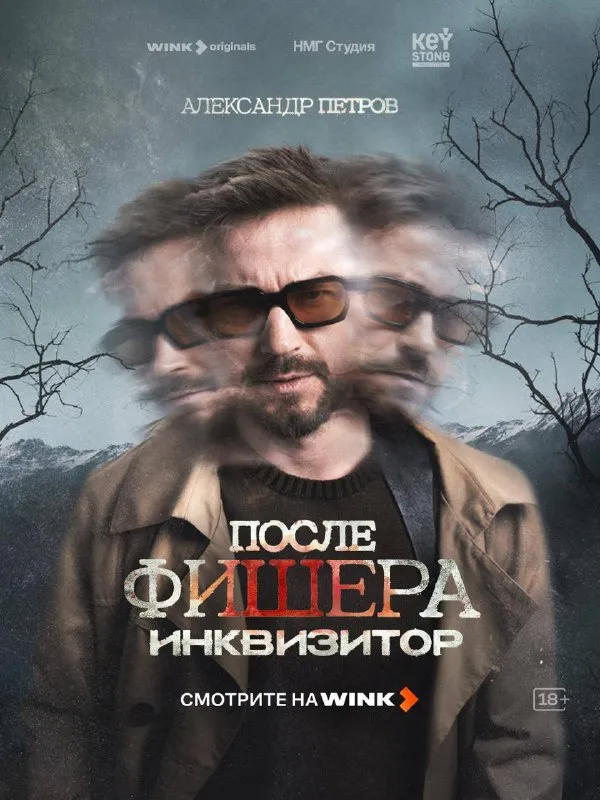 WINK originals
НМГ Студия
KEY
STONE
АЛЕКСАНДР ПЕТРОВ
ПОСЛЕ
ФИШЕРА
ИНКВИЗИТОР
СМОТРИТЕ НА WINK
18+